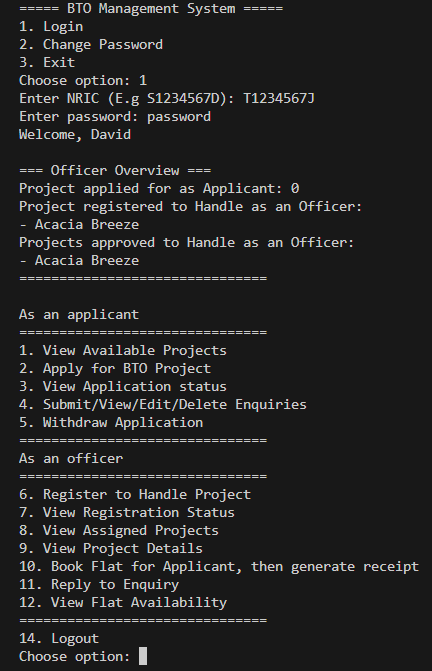 ===== BTO Management System =====
1. Login
2. Change Password
3. Exit
Choose option: 1
Enter NRIC (E.g S1234567D): T1234567J
Enter password: password
Welcome, David

=== Officer Overview ===
Project applied for as Applicant: 0
Project registered to Handle as an Officer:
- Acacia Breeze
Projects approved to Handle as an Officer:
- Acacia Breeze
===============================

As an applicant
===============================
1. View Available Projects
2. Apply for BTO Project
3. View Application status
4. Submit/View/Edit/Delete Enquiries
5. Withdraw Application
===============================
As an officer
===============================
6. Register to Handle Project
7. View Registration Status
8. View Assigned Projects
9. View Project Details
10. Book Flat for Applicant, then generate receipt
11. Reply to Enquiry
12. View Flat Availability
===============================
14. Logout
Choose option: